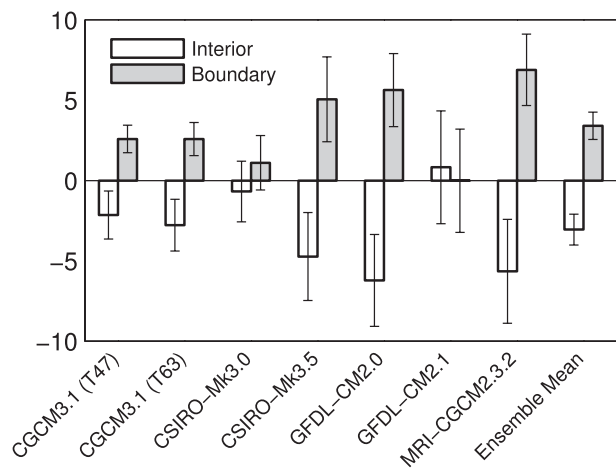 10
Interior
Boundary
5
0
−5
−10
CGCM3.1 (T47)
CGCM3.1 (T63)
CSIRO−Mk3.0
CSIRO−Mk3.5
GFDL−CM2.0
GFDL−CM2.1
MRI−CGCM2.3.2
Ensemble Mean